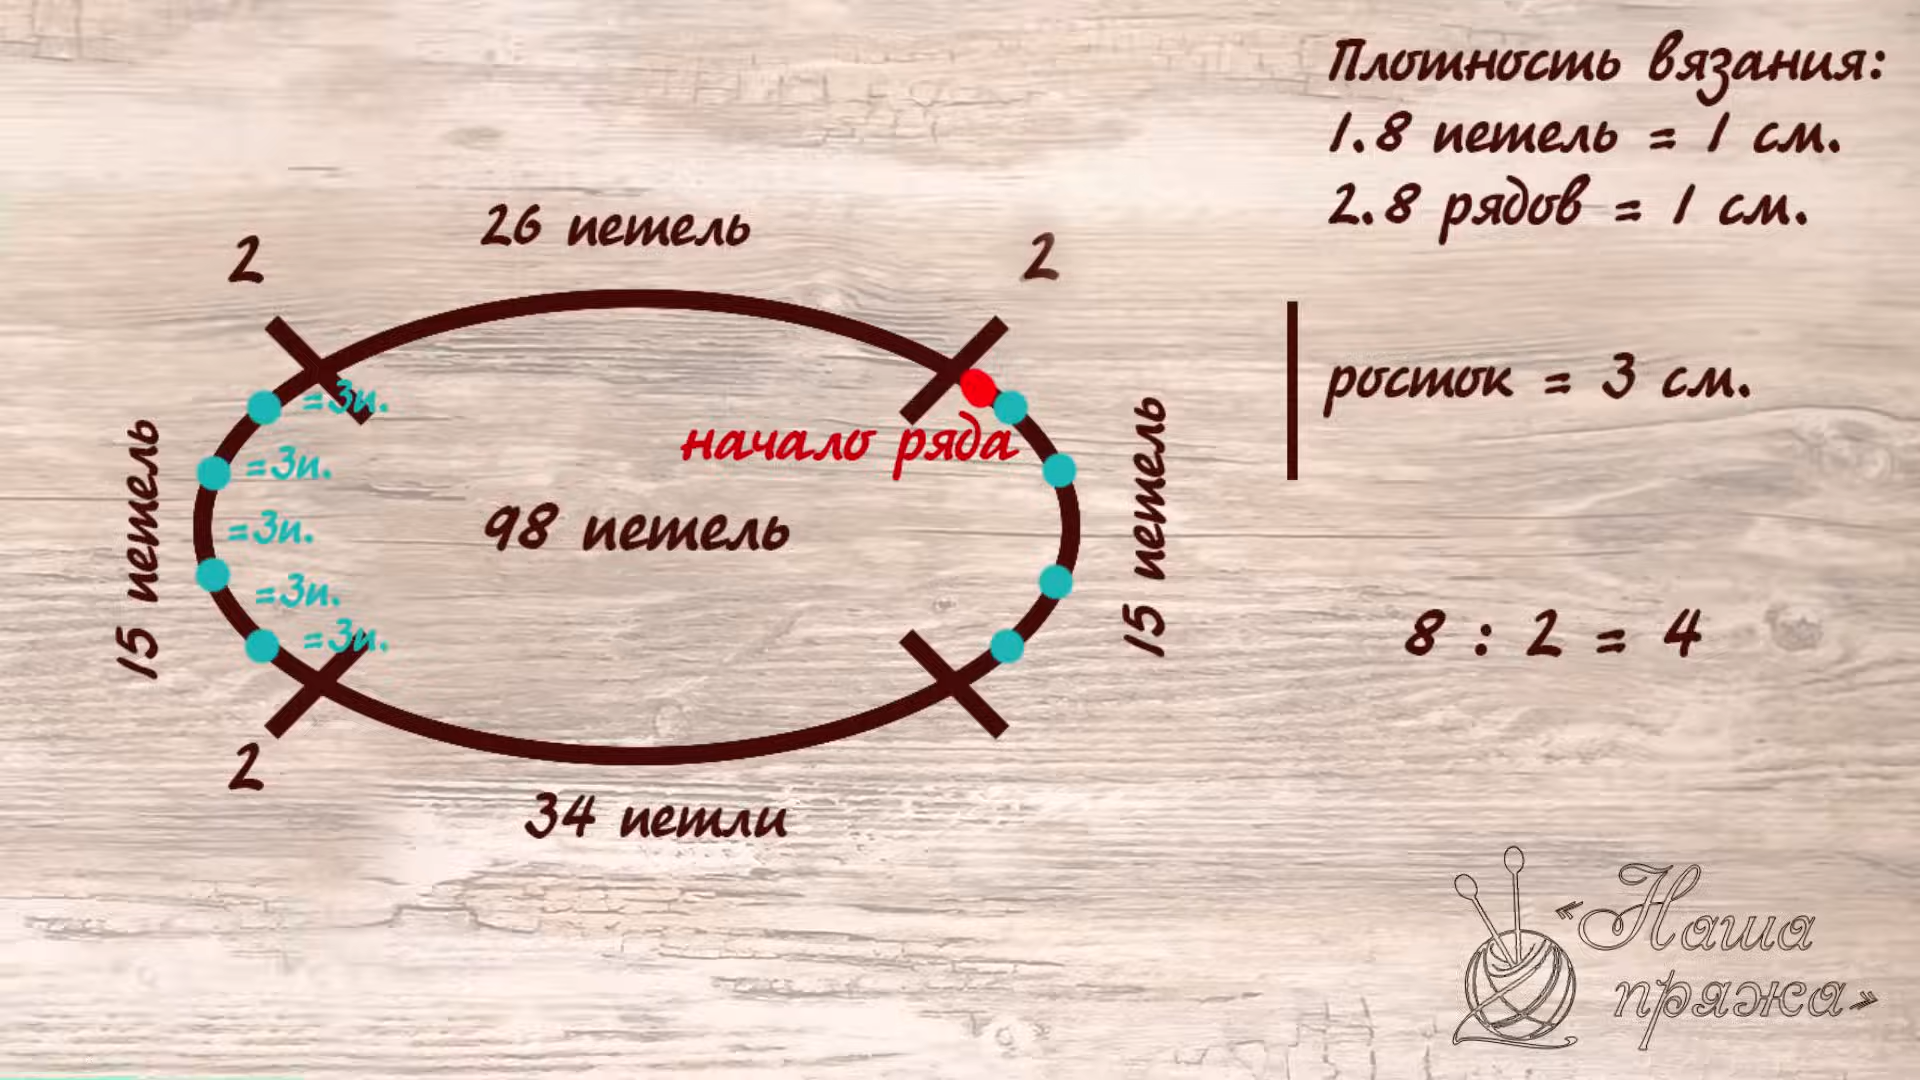 Плотность вязания:
1.8 петель = 1 см.
2.8 рядов = 1 см.
26 петель
2
2
росток = 3 см.
=3п.
начало ряда
=3п.
15 петель
98 петель
=3п.
15 петель
=3п.
=3п.
8 : 2 = 4
2
34 петли
«Наша
пряжа»